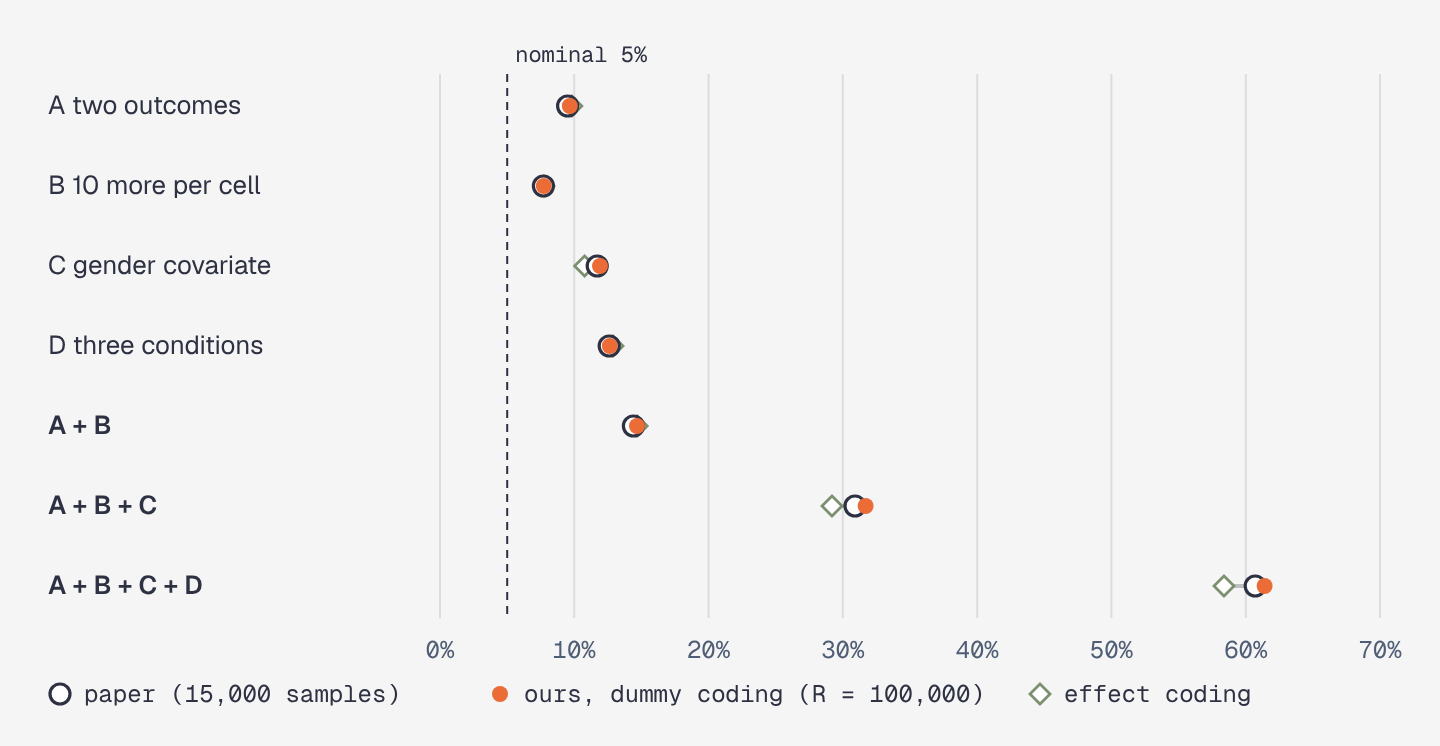 nominal 5%
A two outcomes
B 10 more per cell
C gender covariate
D three conditions
A + B
A + B + C
A + B + C + D
0% 10% 20% 30% 40% 50% 60% 70%
paper (15,000 samples) ours, dummy coding (R = 100,000) effect coding